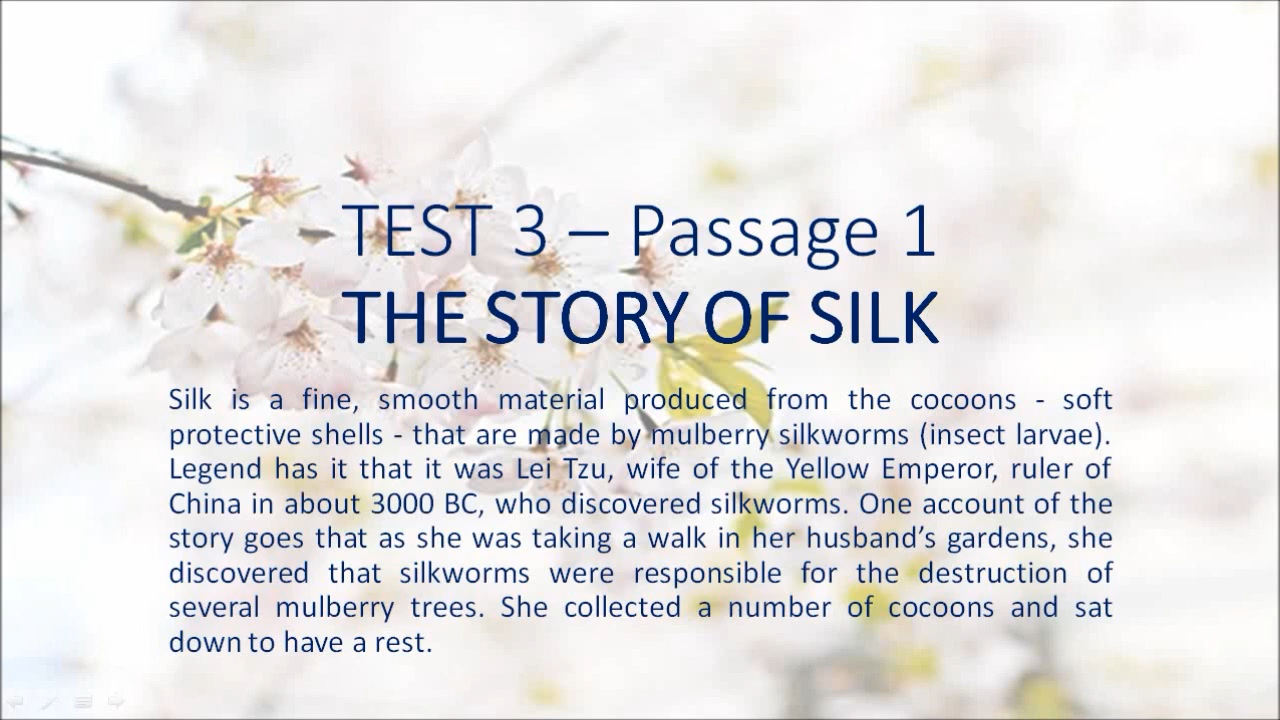 TEST 3 – Passage 1
THE STORY OF SILK
Silk is a fine, smooth material produced from the cocoons - soft
protective shells - that are made by mulberry silkworms (insect larvae).
Legend has it that it was Lei Tzu, wife of the Yellow Emperor, ruler of
China in about 3000 BC, who discovered silkworms. One account of the
story goes that as she was taking a walk in her husband’s gardens, she
discovered that silkworms were responsible for the destruction of
several mulberry trees. She collected a number of cocoons and sat
down to have a rest.